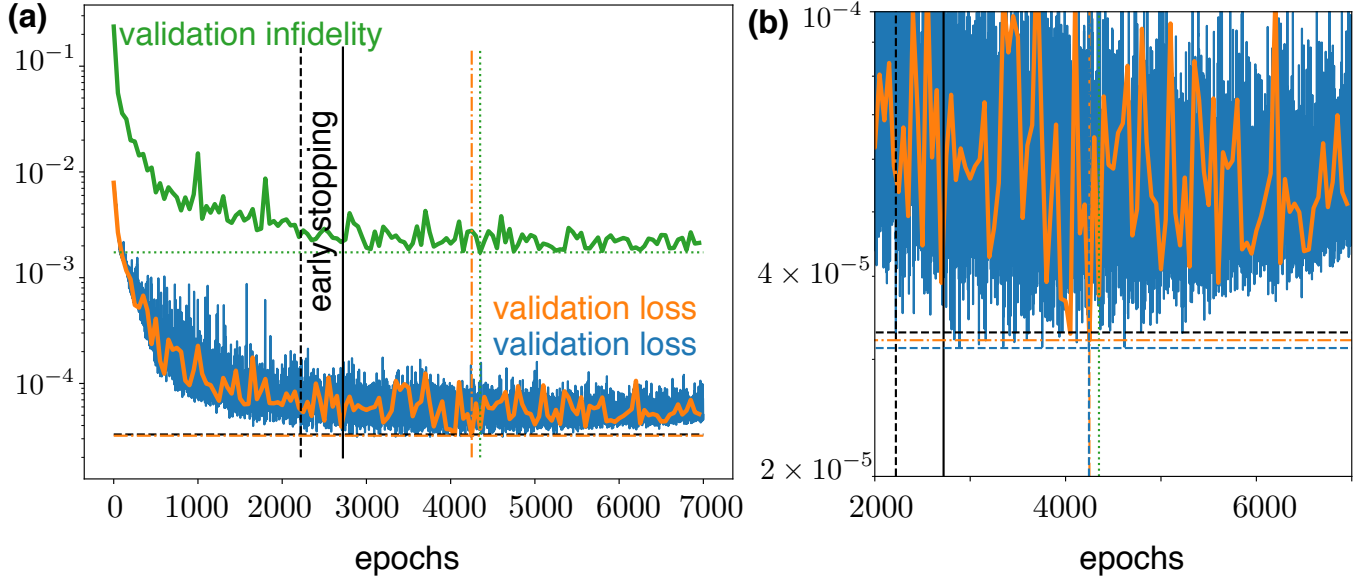 (a)
validation infidelity
early stopping
validation loss
validation loss
10⁻¹
10⁻²
10⁻³
10⁻⁴
0 1000 2000 3000 4000 5000 6000 7000
epochs
(b)
10⁻⁴
4 × 10⁻⁵
2 × 10⁻⁵
2000 4000 6000
epochs